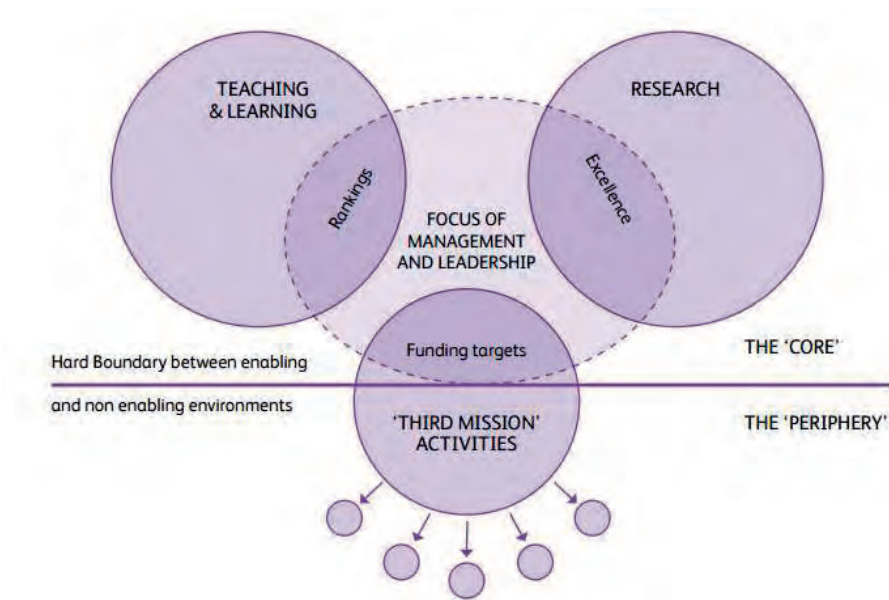 TEACHING
& LEARNING
RESEARCH
Rankings
Excellence
FOCUS OF
MANAGEMENT
AND LEADERSHIP
Funding targets
THE 'CORE'
Hard Boundary between enabling
and non enabling environments
'THIRD MISSION'
ACTIVITIES
THE 'PERIPHERY'